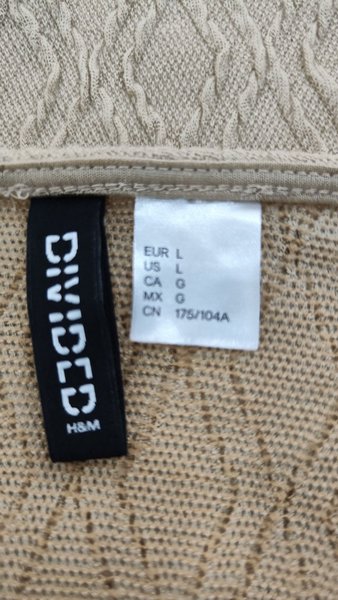 DIVIDED
H&M
EUR L
US L
CA G
MX G
CN 175/104A